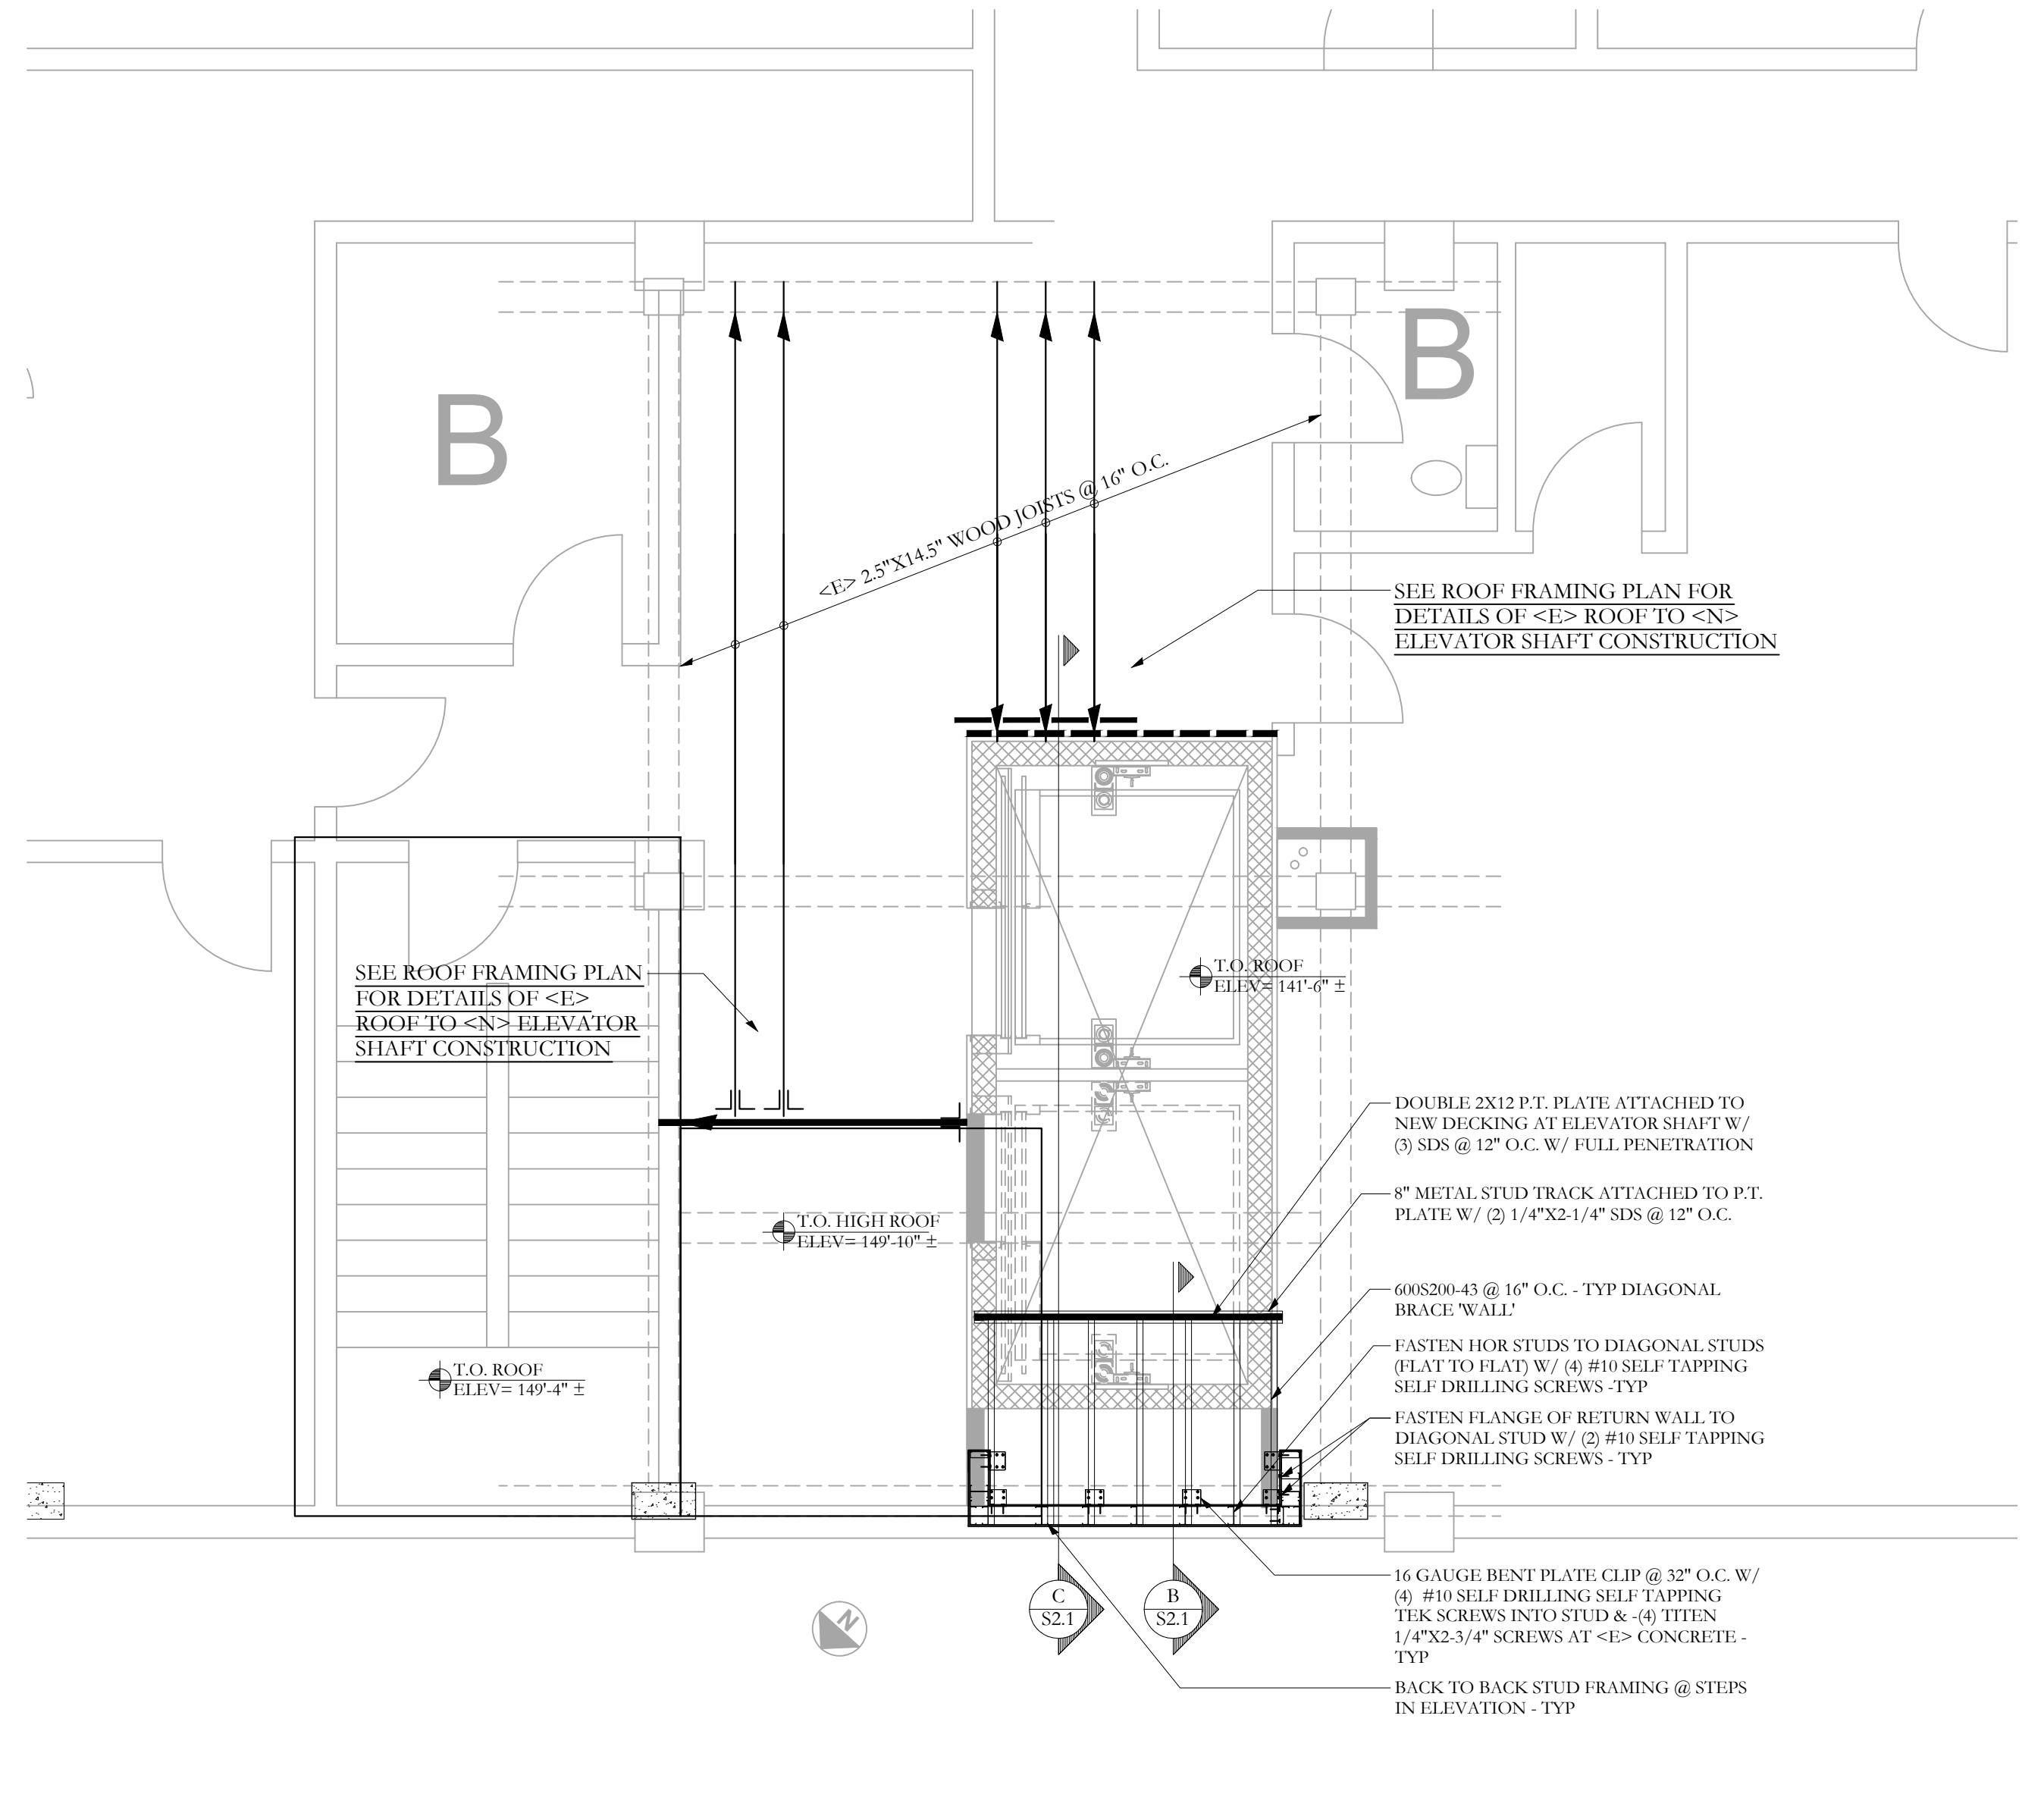 B
B
<E> 2.5"X14.5" WOOD JOISTS @ 16" O.C.
SEE ROOF FRAMING PLAN FOR
DETAILS OF <E> ROOF TO <N>
ELEVATOR SHAFT CONSTRUCTION
SEE ROOF FRAMING PLAN
FOR DETAILS OF <E>
ROOF TO <N> ELEVATOR
SHAFT CONSTRUCTION
T.O. ROOF
ELEV= 141'-6" ±
DOUBLE 2X12 P.T. PLATE ATTACHED TO
NEW DECKING AT ELEVATOR SHAFT W/
(3) SDS @ 12" O.C. W/ FULL PENETRATION
8" METAL STUD TRACK ATTACHED TO P.T.
PLATE W/ (2) 1/4"X2-1/4" SDS @ 12" O.C.
T.O. HIGH ROOF
ELEV= 149'-10" ±
600S200-43 @ 16" O.C. - TYP DIAGONAL
BRACE 'WALL'
FASTEN HOR STUDS TO DIAGONAL STUDS
(FLAT TO FLAT) W/ (4) #10 SELF TAPPING
SELF DRILLING SCREWS -TYP
T.O. ROOF
ELEV= 149'-4" ±
FASTEN FLANGE OF RETURN WALL TO
DIAGONAL STUD W/ (2) #10 SELF TAPPING
SELF DRILLING SCREWS - TYP
16 GAUGE BENT PLATE CLIP @ 32" O.C. W/
(4) #10 SELF DRILLING SELF TAPPING
TEK SCREWS INTO STUD & -(4) TITEN
1/4"X2-3/4" SCREWS AT <E> CONCRETE -
TYP
C
S2.1
B
S2.1
N
BACK TO BACK STUD FRAMING @ STEPS
IN ELEVATION - TYP